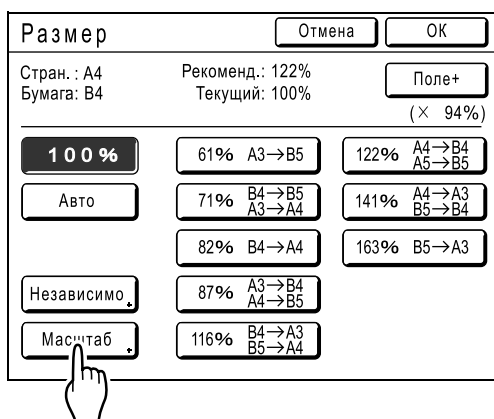 Размер
Отмена
ОК
Стран. : A4
Бумага: B4
Рекоменд.: 122%
Текущий: 100%
Поле+
(× 94%)
100%
61% A3→B5
122% A4→B4
A5→B5
Авто
71% B4→B5
A3→A4
141% A4→A3
B5→B4
82% B4→A4
163% B5→A3
Независимо
87% A3→B4
A4→B5
Масштаб
116% B4→A3
B5→A4